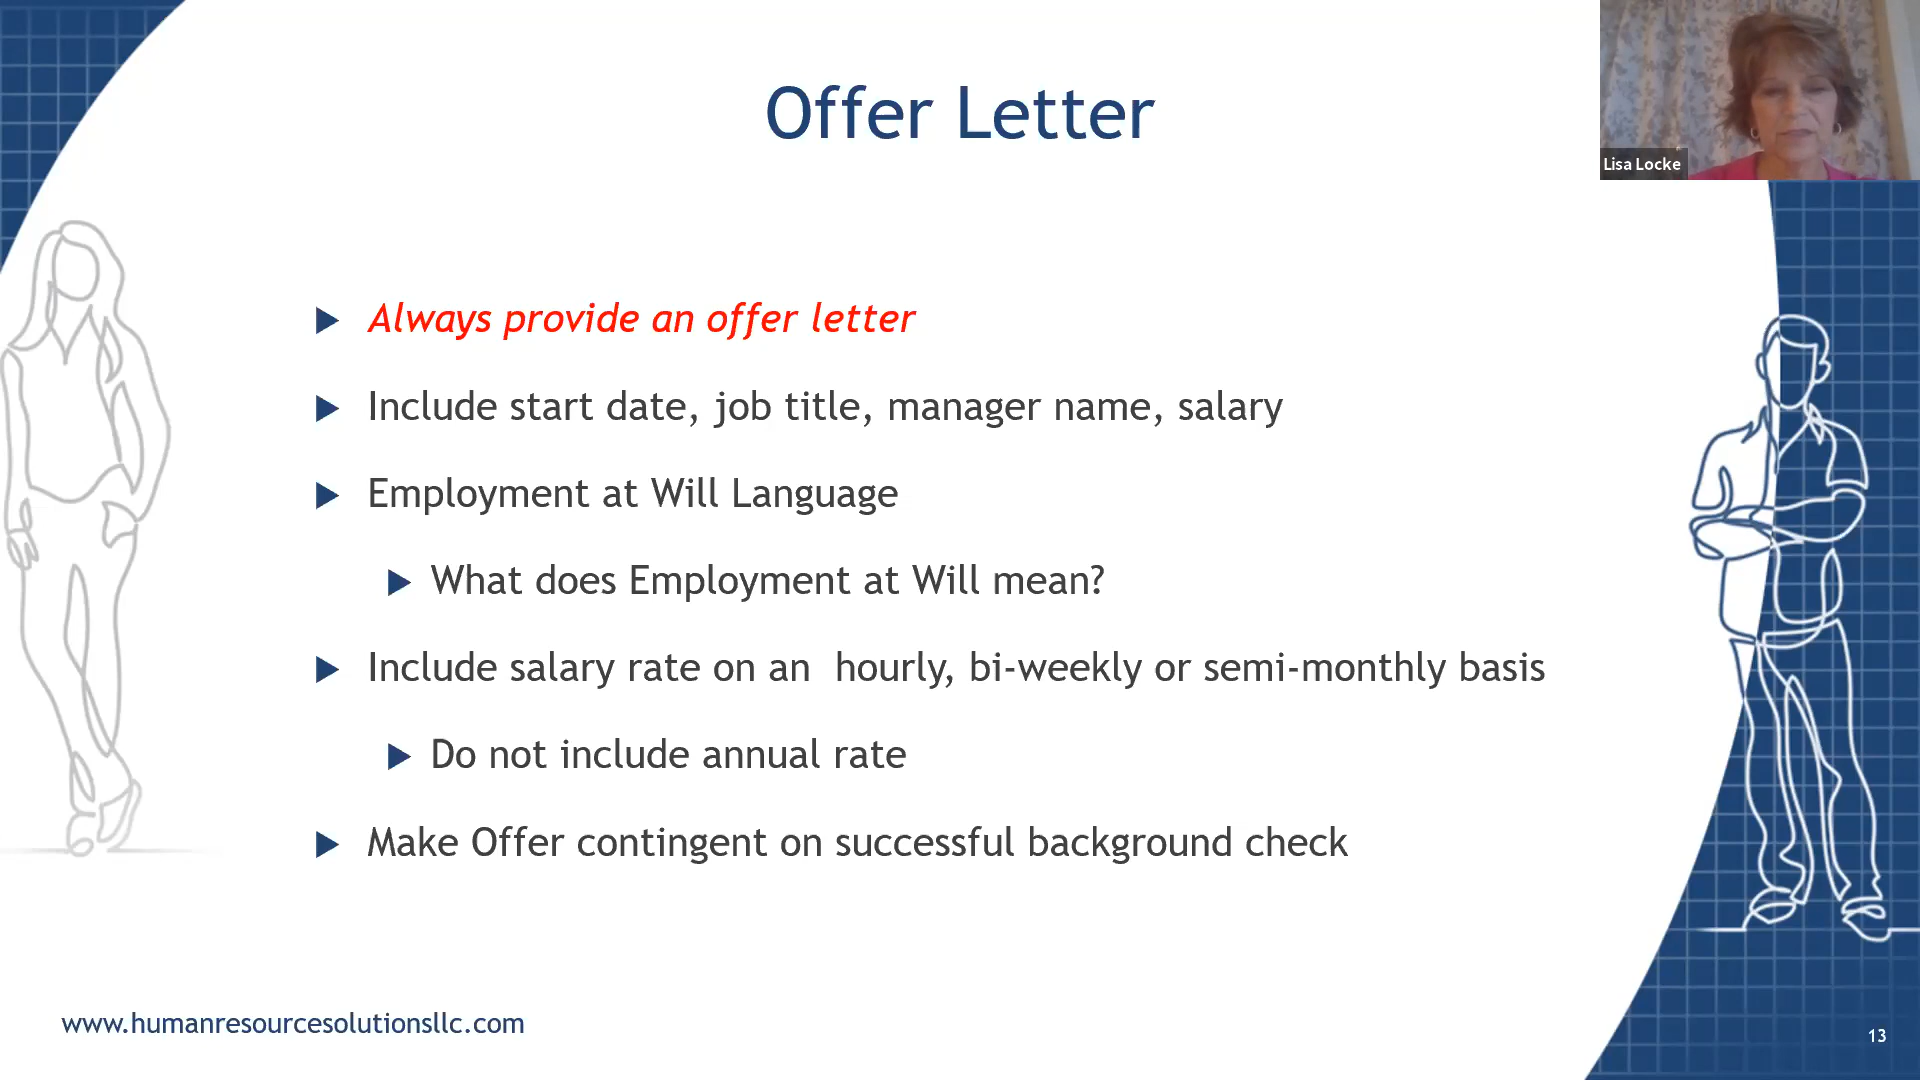 Offer Letter
Lisa Locke
Always provide an offer letter
Include start date, job title, manager name, salary
Employment at Will Language
What does Employment at Will mean?
Include salary rate on an  hourly, bi-weekly or semi-monthly basis
Do not include annual rate
Make Offer contingent on successful background check
www.humanresourcesolutionsllc.com
13